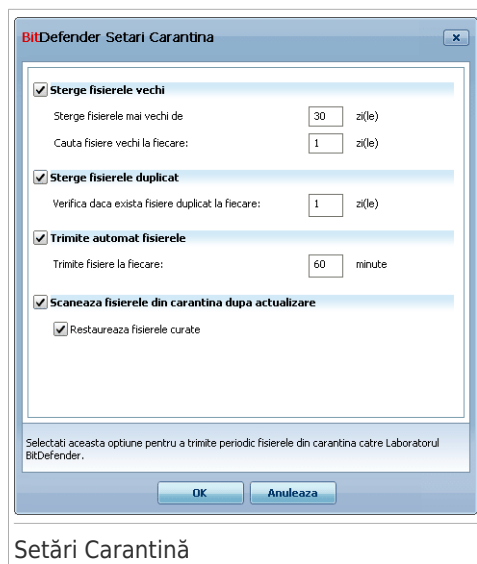 BitDefender Setari Carantina
Sterge fisierele vechi
Sterge fisierele mai vechi de 30 zi(le)
Cauta fisiere vechi la fiecare: 1 zi(le)
Sterge fisierele duplicat
Verifica daca exista fisiere duplicat la fiecare: 1 zi(le)
Trimite automat fisierele
Trimite fisiere la fiecare: 60 minute
Scaneaza fisierele din carantina dupa actualizare
Restaureaza fisierele curate
Selectati aceasta optiune pentru a trimite periodic fisierele din carantina catre Laboratorul
BitDefender.
OK Anuleaza
Setări Carantină